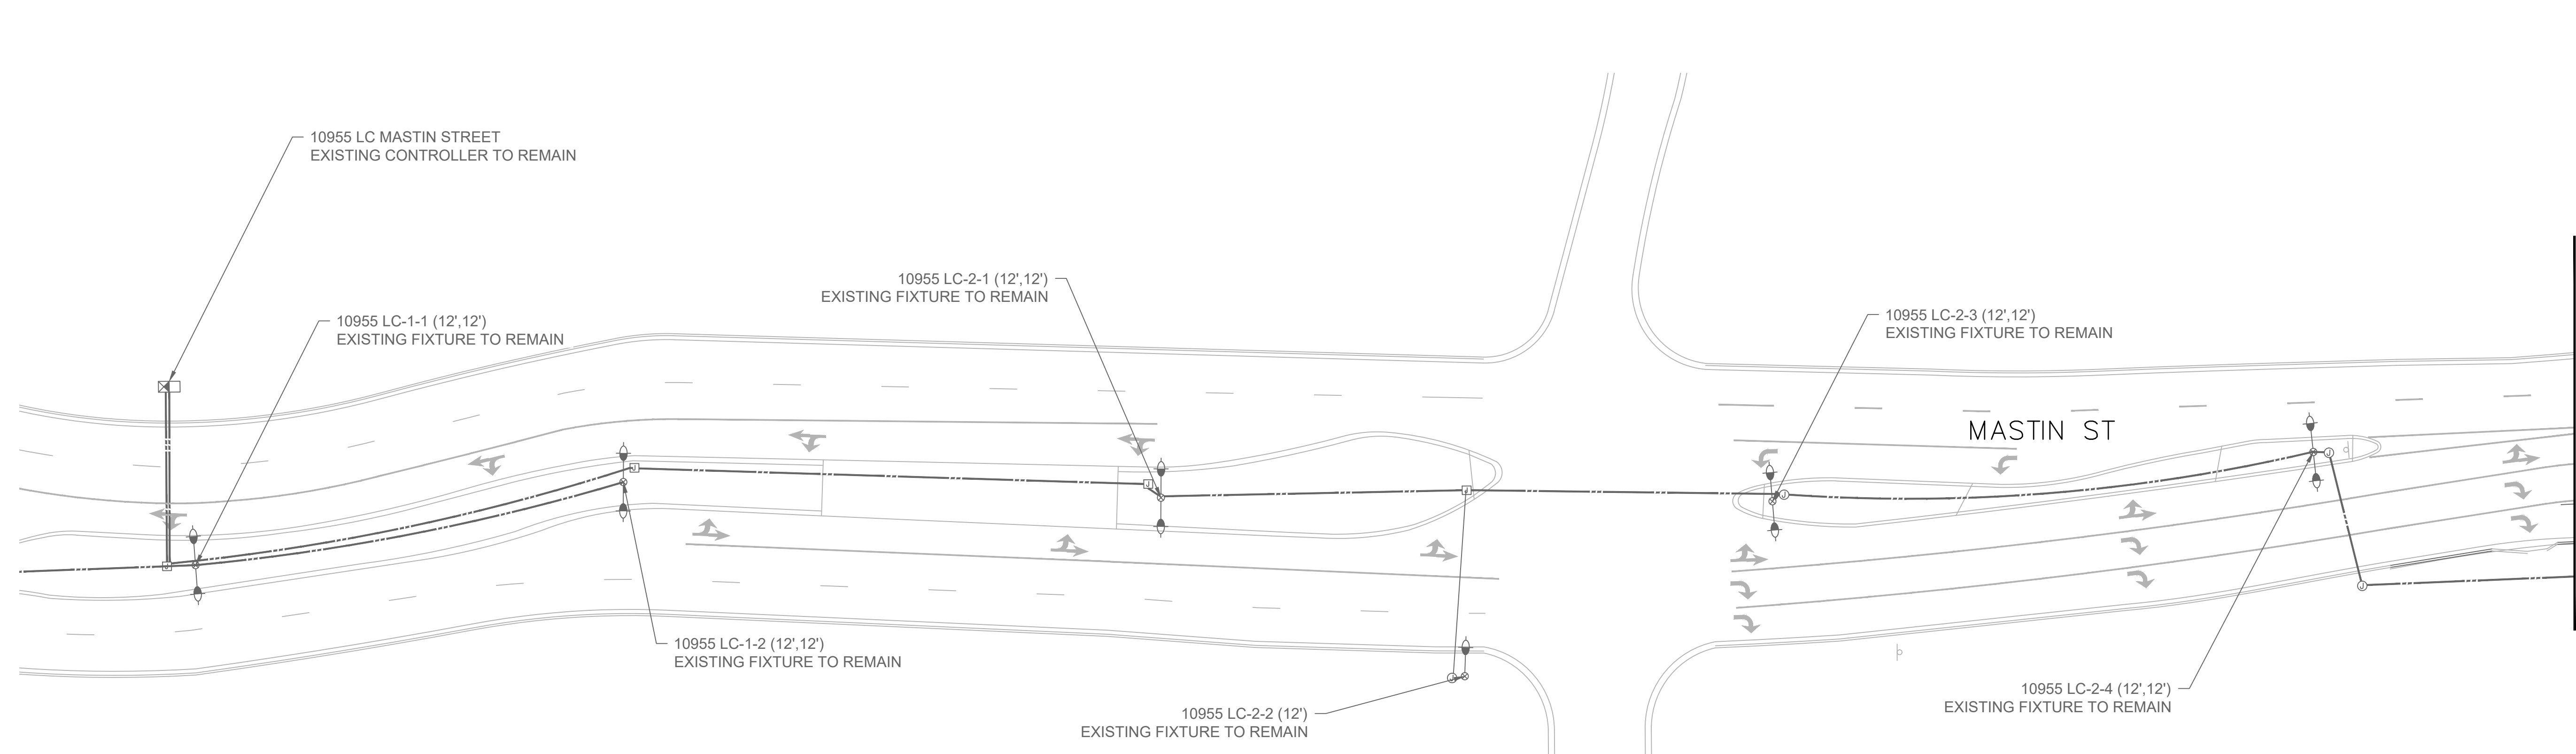 10955 LC MASTIN STREET
EXISTING CONTROLLER TO REMAIN
10955 LC-2-1 (12',12')
EXISTING FIXTURE TO REMAIN
10955 LC-1-1 (12',12')
EXISTING FIXTURE TO REMAIN
10955 LC-2-3 (12',12')
EXISTING FIXTURE TO REMAIN
MASTIN ST
J
J
J
J
J
J
J
J
10955 LC-1-2 (12',12')
EXISTING FIXTURE TO REMAIN
10955 LC-2-2 (12')
EXISTING FIXTURE TO REMAIN
10955 LC-2-4 (12',12')
EXISTING FIXTURE TO REMAIN